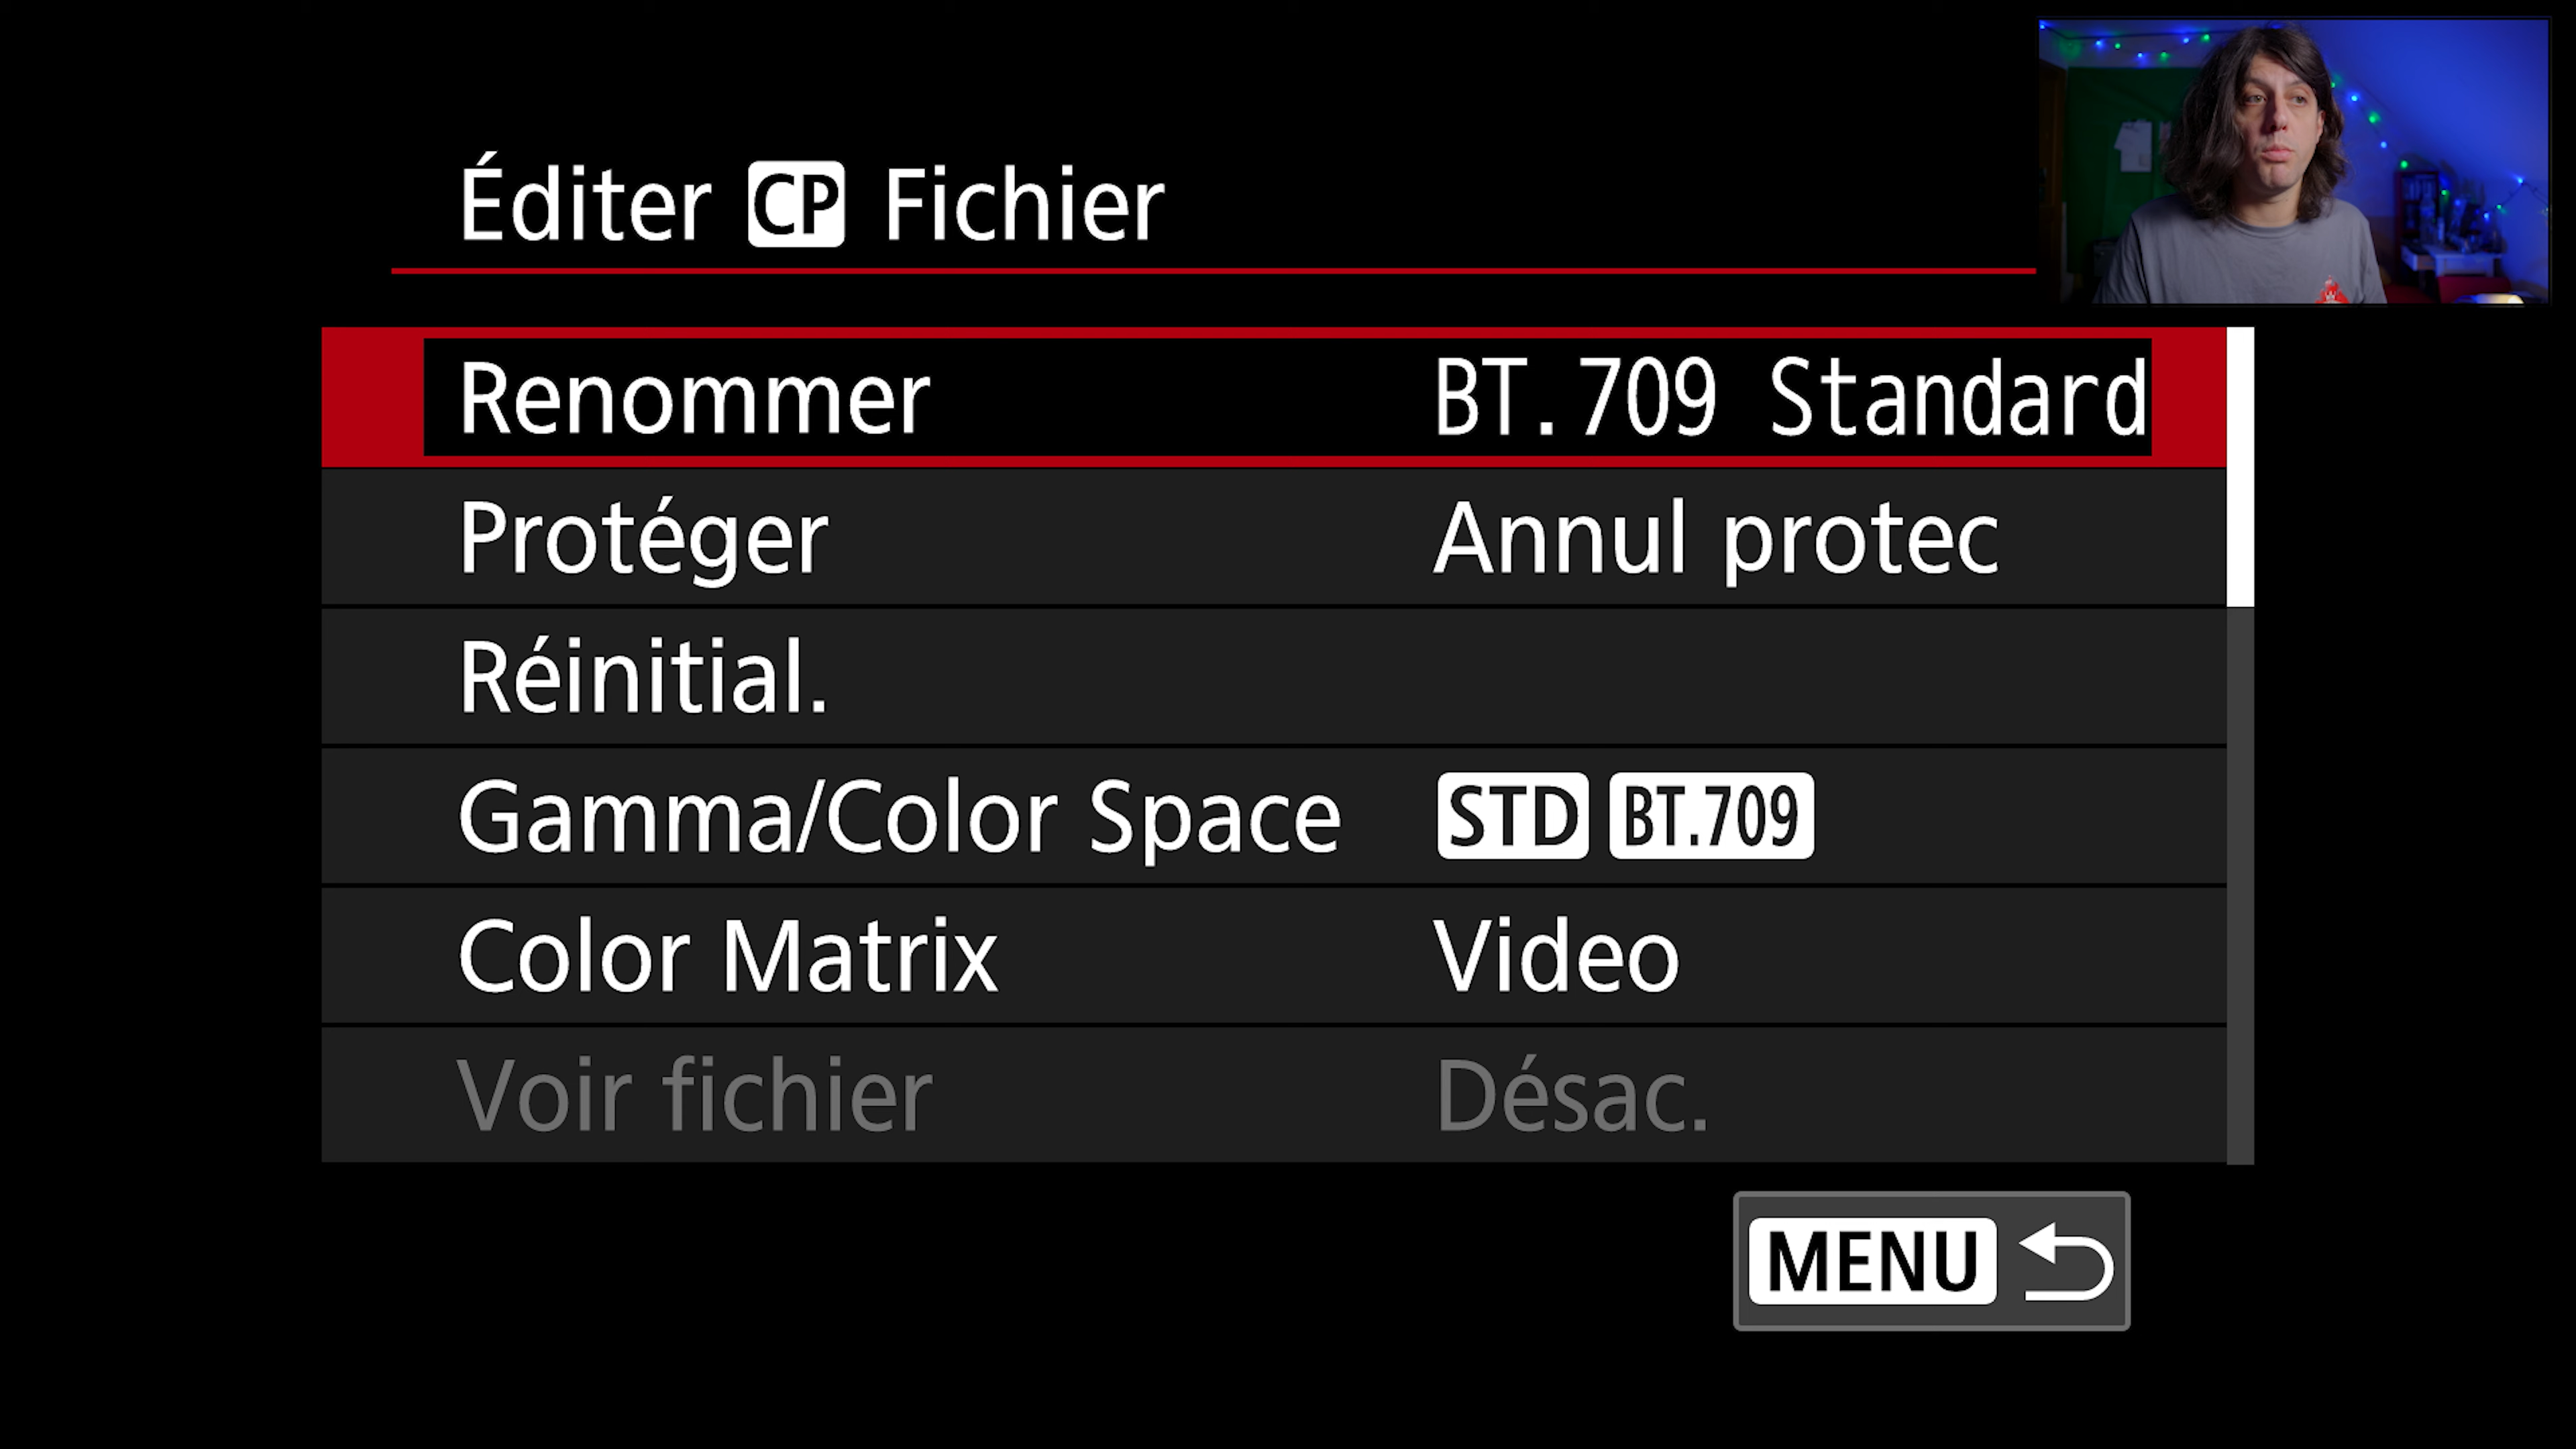 Éditer CP Fichier
Renommer BT.709 Standard
Protéger Annul protec
Réinitial.
Gamma/Color Space STD BT.709
Color Matrix Video
Voir fichier Désac.
MENU